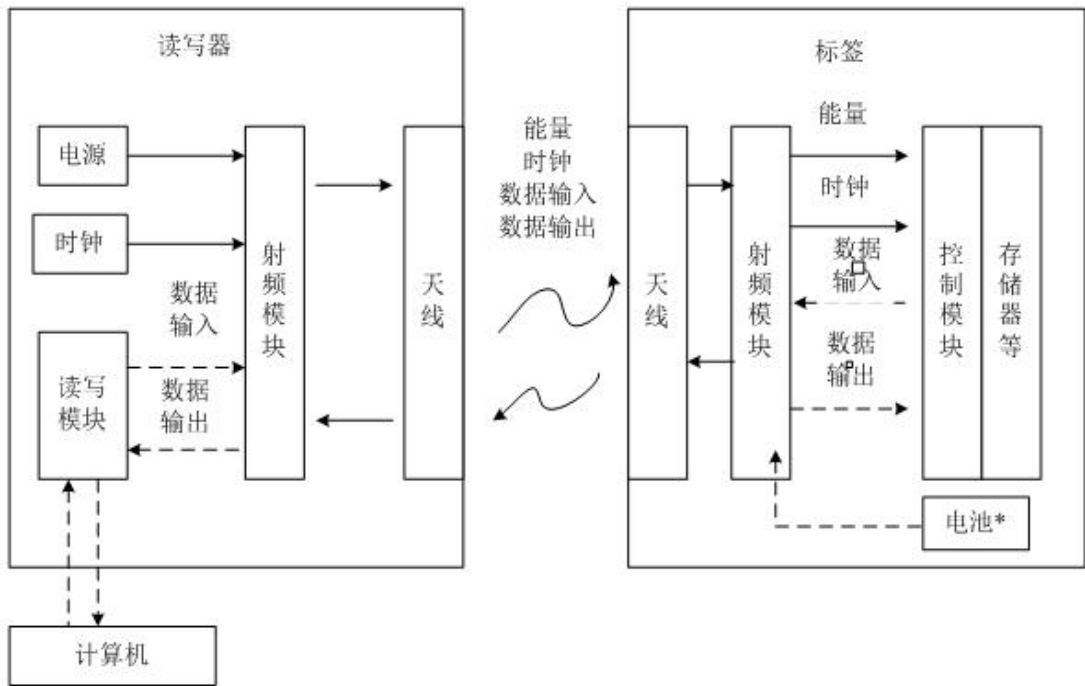 读写器
电源
时钟
数据
输入
数据
输出
读写
模块
射频模块
天线
计算机
能量
时钟
数据输入
数据输出
标签
天线
射频模块
能量
时钟
数据
输入
数据
输出
控制模块
存储器等
电池*